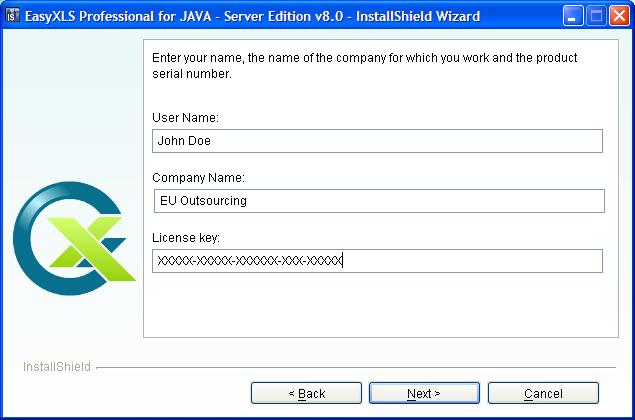 EasyXLS Professional for JAVA - Server Edition v8.0 - InstallShield Wizard
Enter your name, the name of the company for which you work and the product
serial number.
User Name:
John Doe
Company Name:
EU Outsourcing
License key:
XXXXX-XXXXX-XXXXXX-XXX-XXXXX
InstallShield
< Back
Next >
Cancel